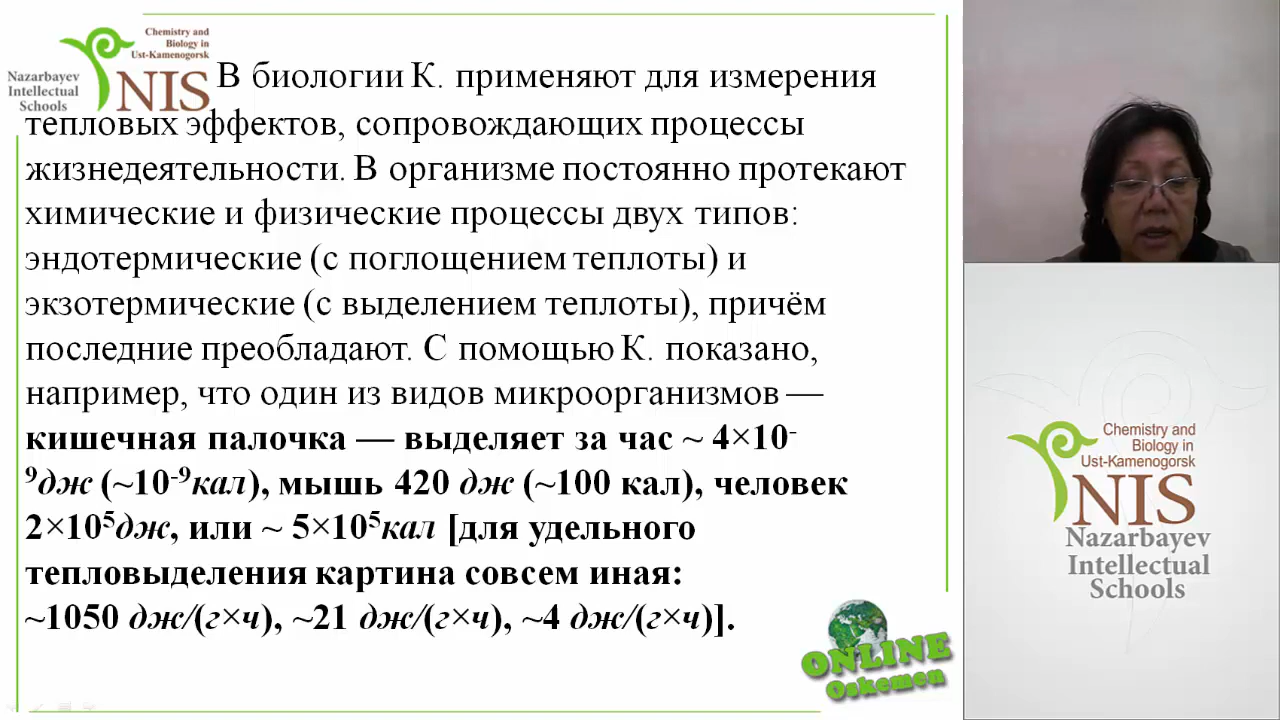 Chemistry and
Biology in
Ust-Kamenogorsk
Nazarbayev
Intellectual
Schools
NIS
В биологии К. применяют для измерения
тепловых эффектов, сопровождающих процессы
жизнедеятельности. В организме постоянно протекают
химические и физические процессы двух типов:
эндотермические (с поглощением теплоты) и
экзотермические (с выделением теплоты), причём
последние преобладают. С помощью К. показано,
например, что один из видов микроорганизмов —
кишечная палочка — выделяет за час ~ 4×10⁻
⁹дж (~10⁻⁹кал), мышь 420 дж (~100 кал), человек
2×10⁵дж, или ~ 5×10⁵кал [для удельного
тепловыделения картина совсем иная:
~1050 дж/(г×ч), ~21 дж/(г×ч), ~4 дж/(г×ч)].
ONLINE
Oskemen
Chemistry and
Biology in
Ust-Kamenogorsk
NIS
Nazarbayev
Intellectual
Schools